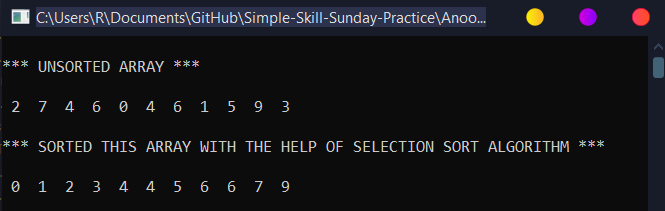 C:\Users\R\Documents\GitHub\Simple-Skill-Sunday-Practice\Anoo...
*** UNSORTED ARRAY ***
2 7 4 6 0 4 6 1 5 9 3
*** SORTED THIS ARRAY WITH THE HELP OF SELECTION SORT ALGORITHM ***
0 1 2 3 4 4 5 6 6 7 9